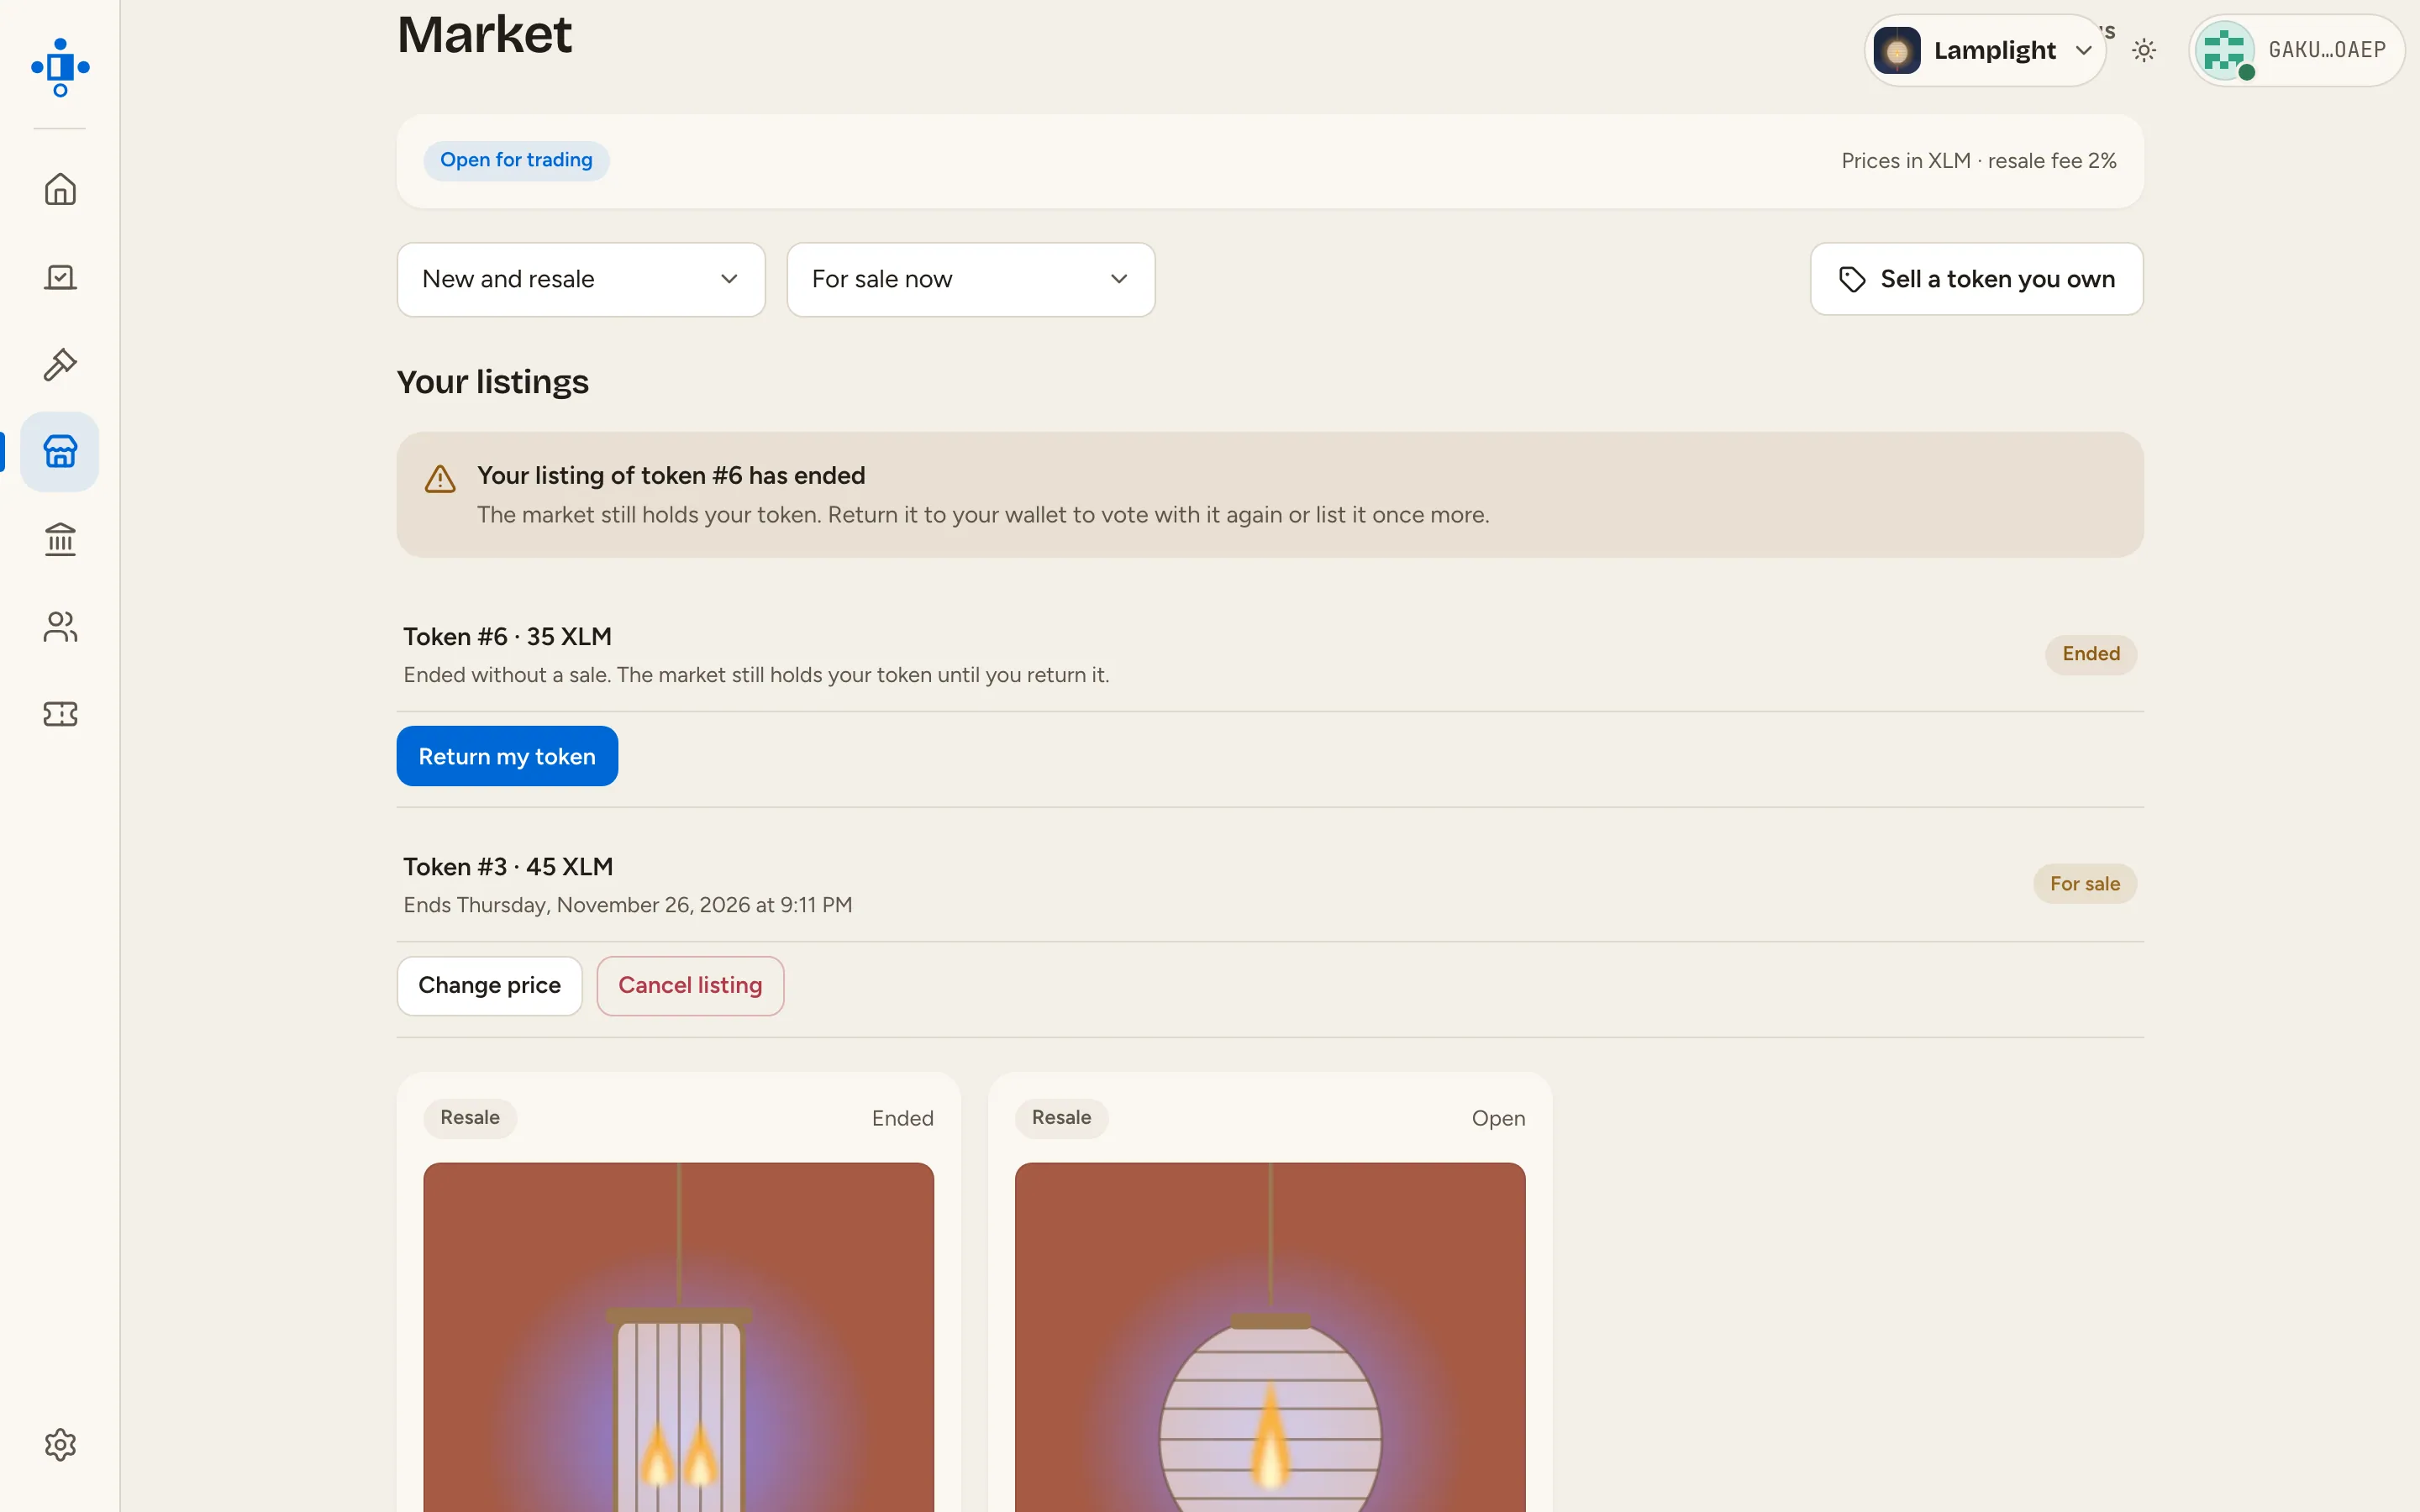 Market
Lamplight
GAKU...OAEP
Open for trading
Prices in XLM · resale fee 2%
New and resale
For sale now
Sell a token you own
Your listings
Your listing of token #6 has ended
The market still holds your token. Return it to your wallet to vote with it again or list it once more.
Token #6 · 35 XLM
Ended without a sale. The market still holds your token until you return it.
Ended
Return my token
Token #3 · 45 XLM
Ends Thursday, November 26, 2026 at 9:11 PM
For sale
Change price
Cancel listing
Resale
Ended
Resale
Open